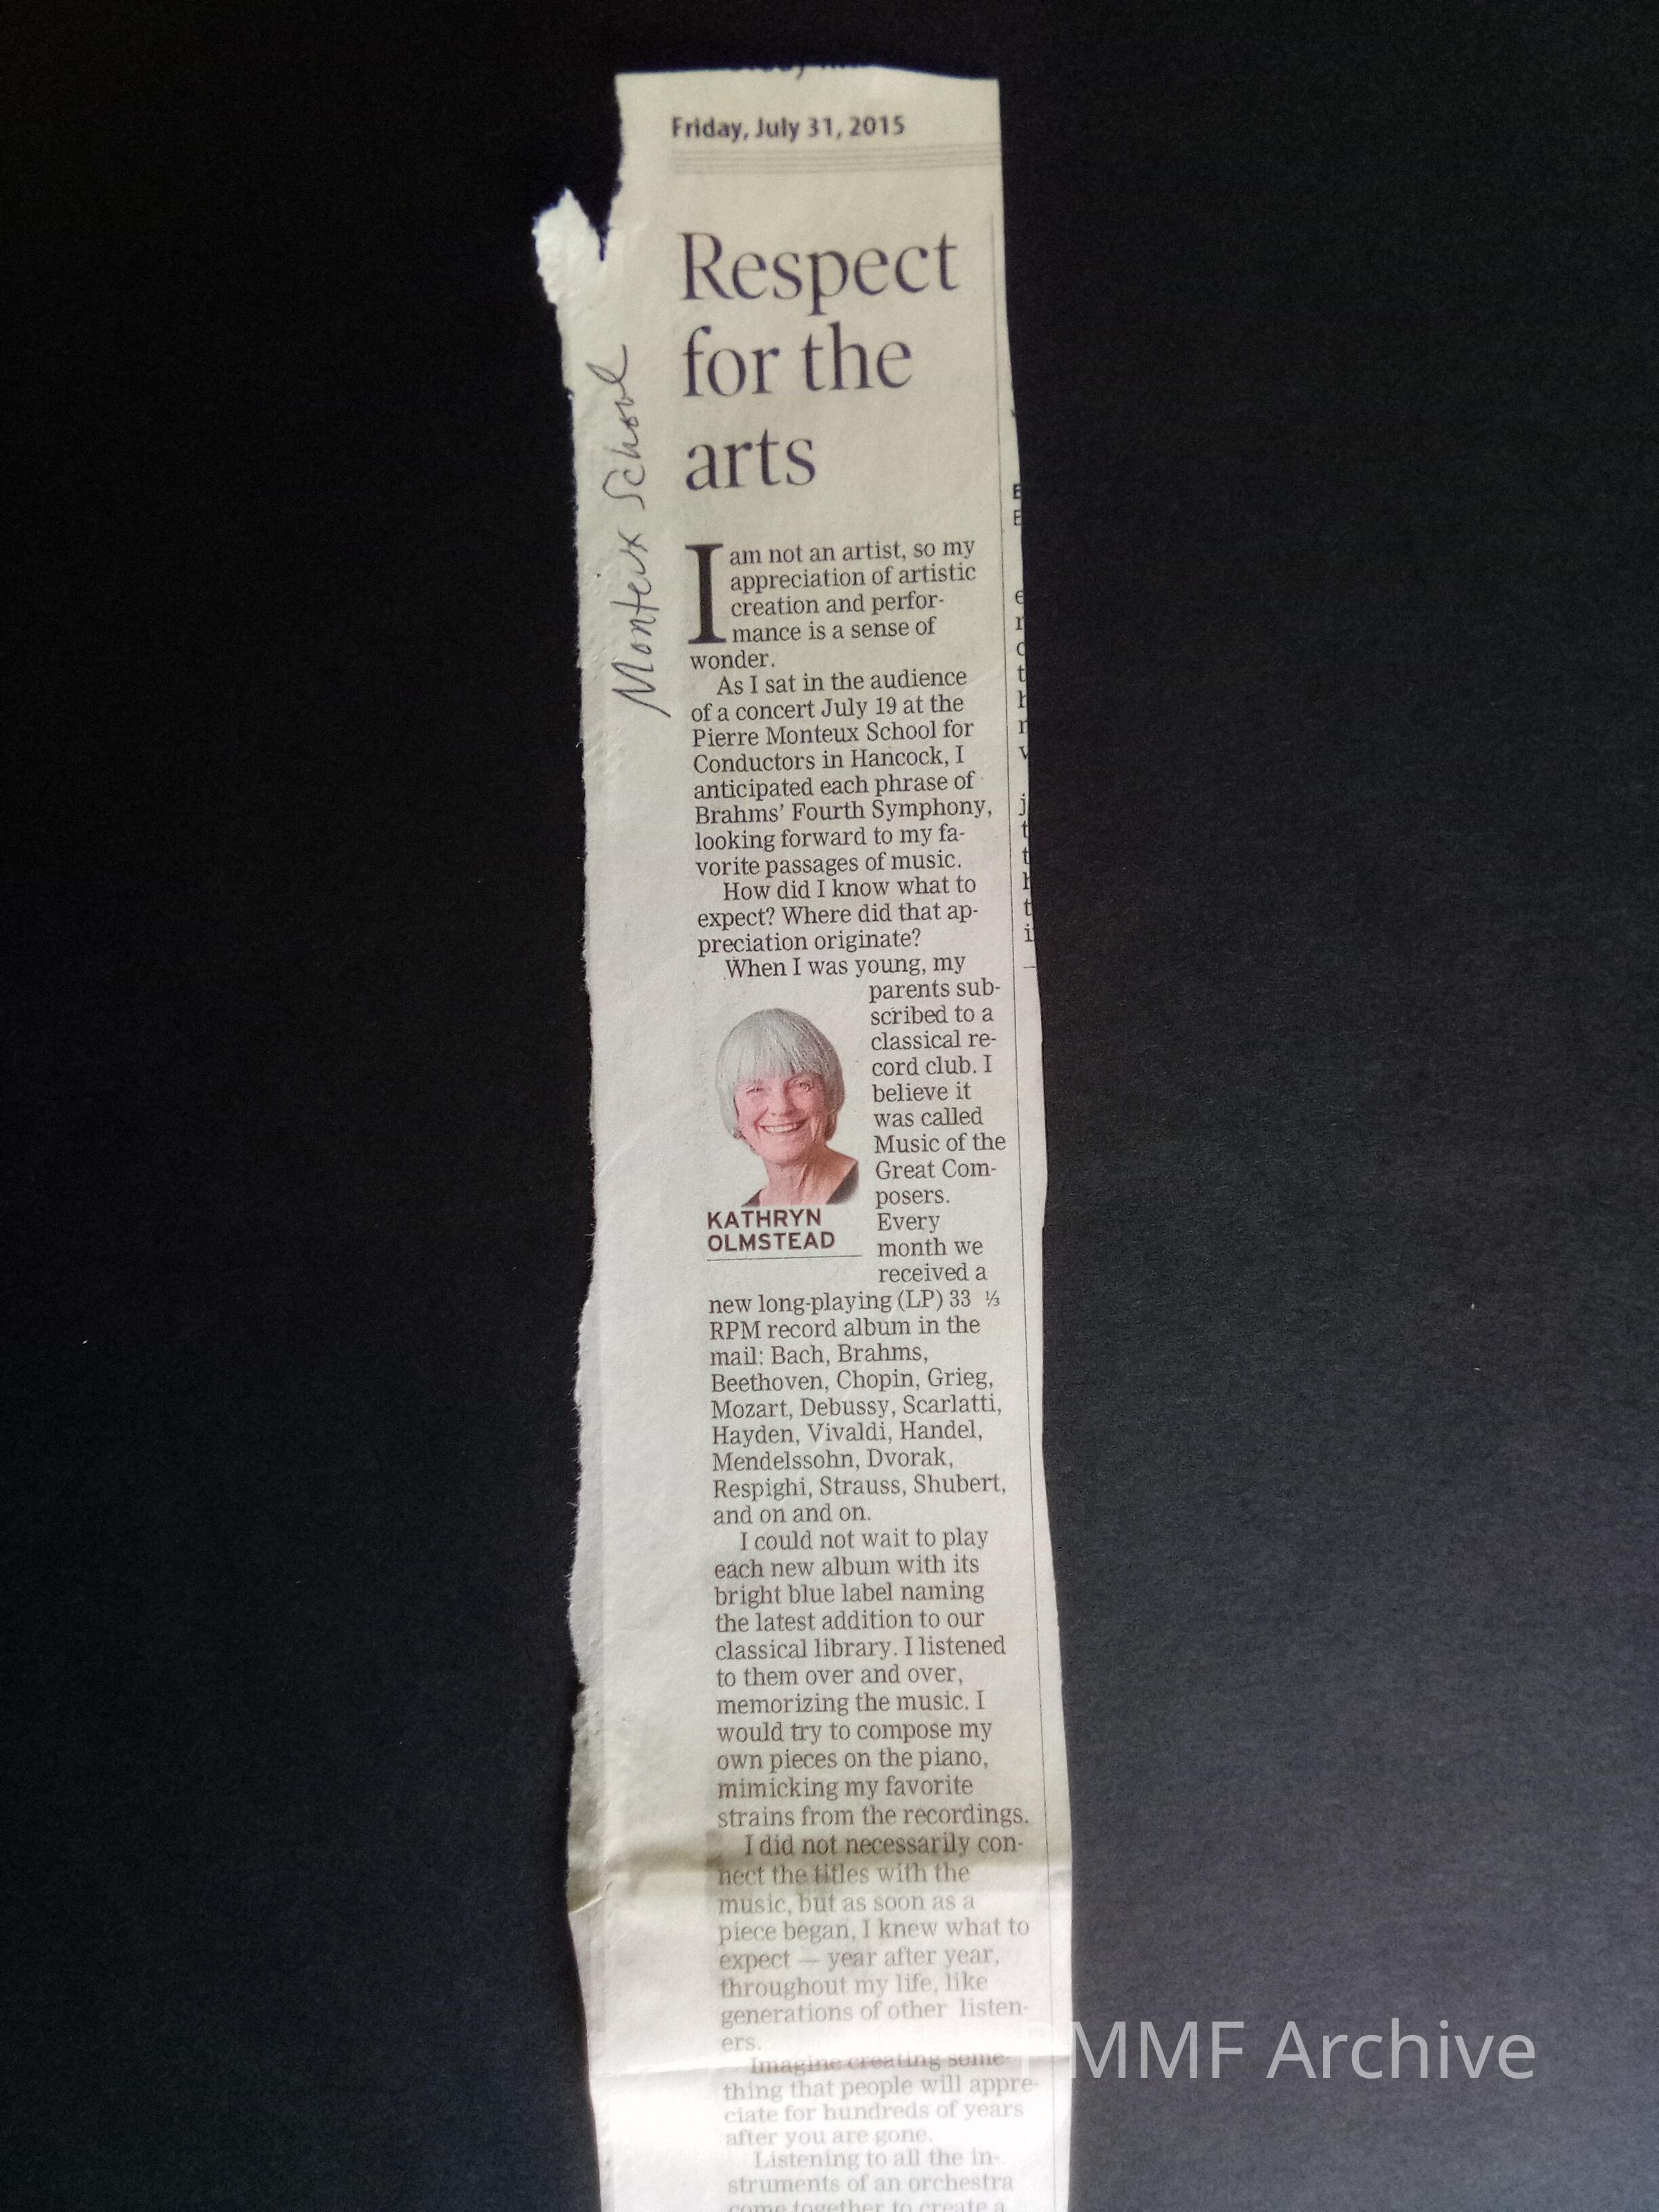 Friday, July 31, 2015
Respect
for the
arts
Monteux School
I am not an artist, so my
appreciation of artistic
creation and perfor-
mance is a sense of
wonder.
As I sat in the audience
of a concert July 19 at the
Pierre Monteux School for
Conductors in Hancock, I
anticipated each phrase of
Brahms' Fourth Symphony,
looking forward to my fa-
vorite passages of music.
How did I know what to
expect? Where did that ap-
preciation originate?
When I was young, my
parents sub-
scribed to a
classical re-
cord club. I
believe it
was called
Music of the
Great Com-
posers.
Every
month we
received a
KATHRYN
OLMSTEAD
new long-playing (LP) 33 ⅓
RPM record album in the
mail: Bach, Brahms,
Beethoven, Chopin, Grieg,
Mozart, Debussy, Scarlatti,
Hayden, Vivaldi, Handel,
Mendelssohn, Dvorak,
Respighi, Strauss, Shubert,
and on and on.
I could not wait to play
each new album with its
bright blue label naming
the latest addition to our
classical library. I listened
to them over and over,
memorizing the music. I
would try to compose my
own pieces on the piano,
mimicking my favorite
strains from the recordings.
I did not necessarily con-
nect the titles with the
music, but as soon as a
piece began, I knew what to
expect — year after year,
throughout my life, like
generations of other listen-
ers.
Imagine creating some-
thing that people will appre-
ciate for hundreds of years
after you are gone.
Listening to all the in-
struments of an orchestra
come together to create a
MMF Archive